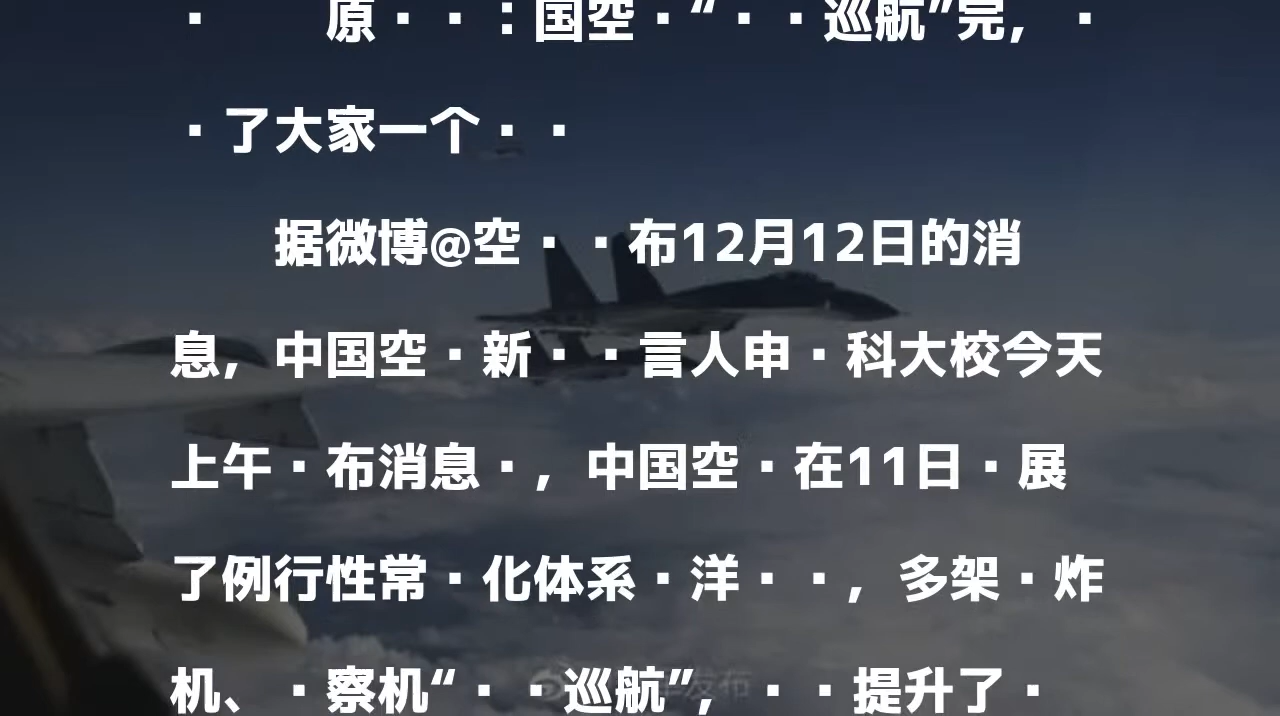 · 原··：国空·“··巡航”完，·
·了大家一个··
据微博@空··布12月12日的消
息，中国空·新··言人申·科大校今天
上午·布消息·，中国空·在11日·展
了例行性常·化体系·洋··，多架·炸
机、·察机“··巡航”，··提升了·
发布